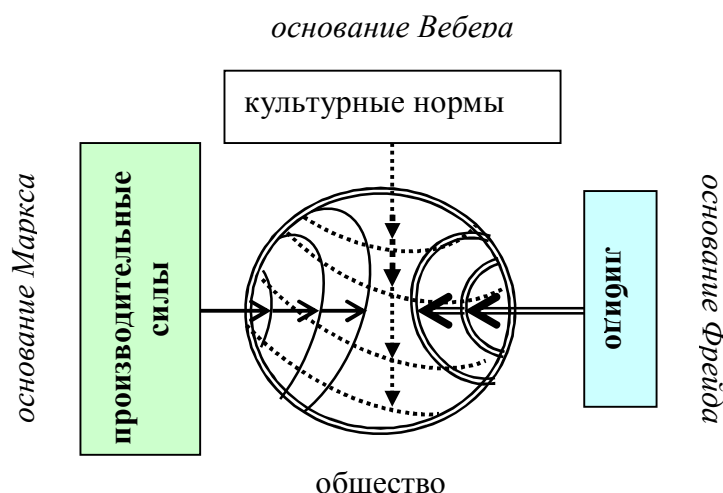 основание Вебера
культурные нормы
основание Маркса
производительные
силы
либидо
основание Фрейда
общество